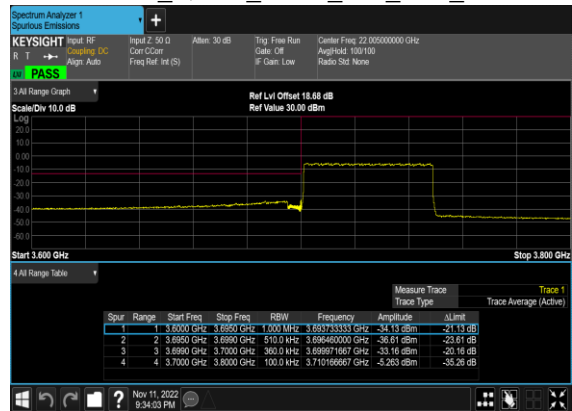 Spectrum Analyzer 1
Spurious Emissions
+
KEYSIGHT Input: RF Input Z: 50 Ω Atten: 30 dB Trig: Free Run Center Freq: 22.005000000 GHz
R T Coupling: DC Corr CCorr Gate: Off Avg|Hold: 100/100
Align: Auto Freq Ref: Int (S) IF Gain: Low Radio Std: None
PASS
3 All Range Graph
Ref Lvl Offset 18.68 dB
Scale/Div 10.0 dB Ref Value 30.00 dBm
Log
20.0
10.0
0.00
-10.0
-20.0
-30.0
-40.0
-50.0
-60.0
Start 3.600 GHz Stop 3.800 GHz
4 All Range Table
Measure Trace Trace 1
Trace Type Trace Average (Active)
Spur Range Start Freq Stop Freq RBW Frequency Amplitude ΔLimit
1 1 3.6000 GHz 3.6950 GHz 1.000 MHz 3.693733333 GHz -34.13 dBm -21.13 dB
2 2 3.6950 GHz 3.6990 GHz 510.0 kHz 3.696460000 GHz -36.61 dBm -23.61 dB
3 3 3.6990 GHz 3.7000 GHz 360.0 kHz 3.699971667 GHz -33.16 dBm -20.16 dB
4 4 3.7000 GHz 3.8000 GHz 100.0 kHz 3.710166667 GHz -5.263 dBm -35.26 dB
? Nov 11, 2022
9:34:03 PM